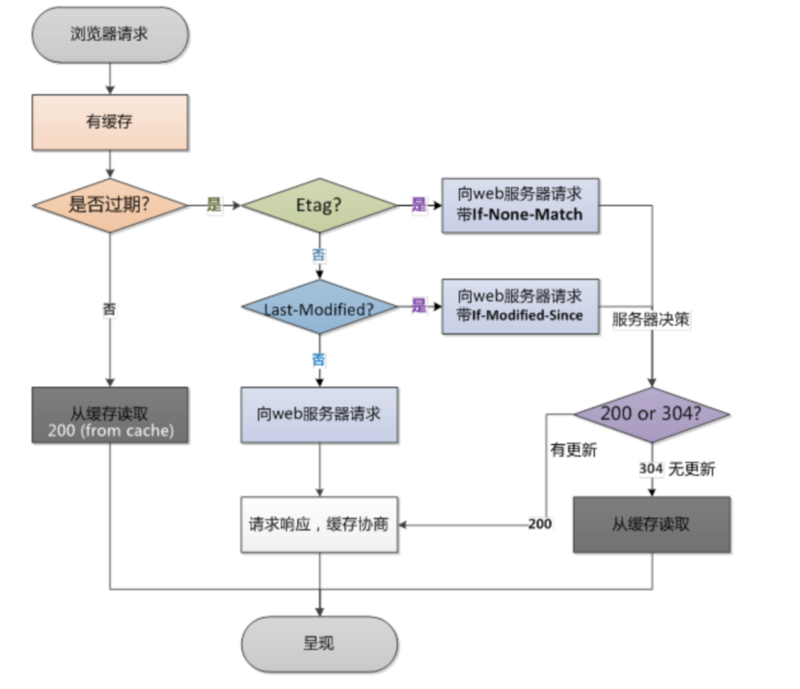 浏览器请求
有缓存
是否过期?
是
Etag?
是
向web服务器请求
带If-None-Match
否
否
Last-Modified?
是
向web服务器请求
带If-Modified-Since
服务器决策
否
从缓存读取
200 (from cache)
向web服务器请求
200 or 304?
有更新
304 无更新
请求响应，缓存协商
200
从缓存读取
呈现